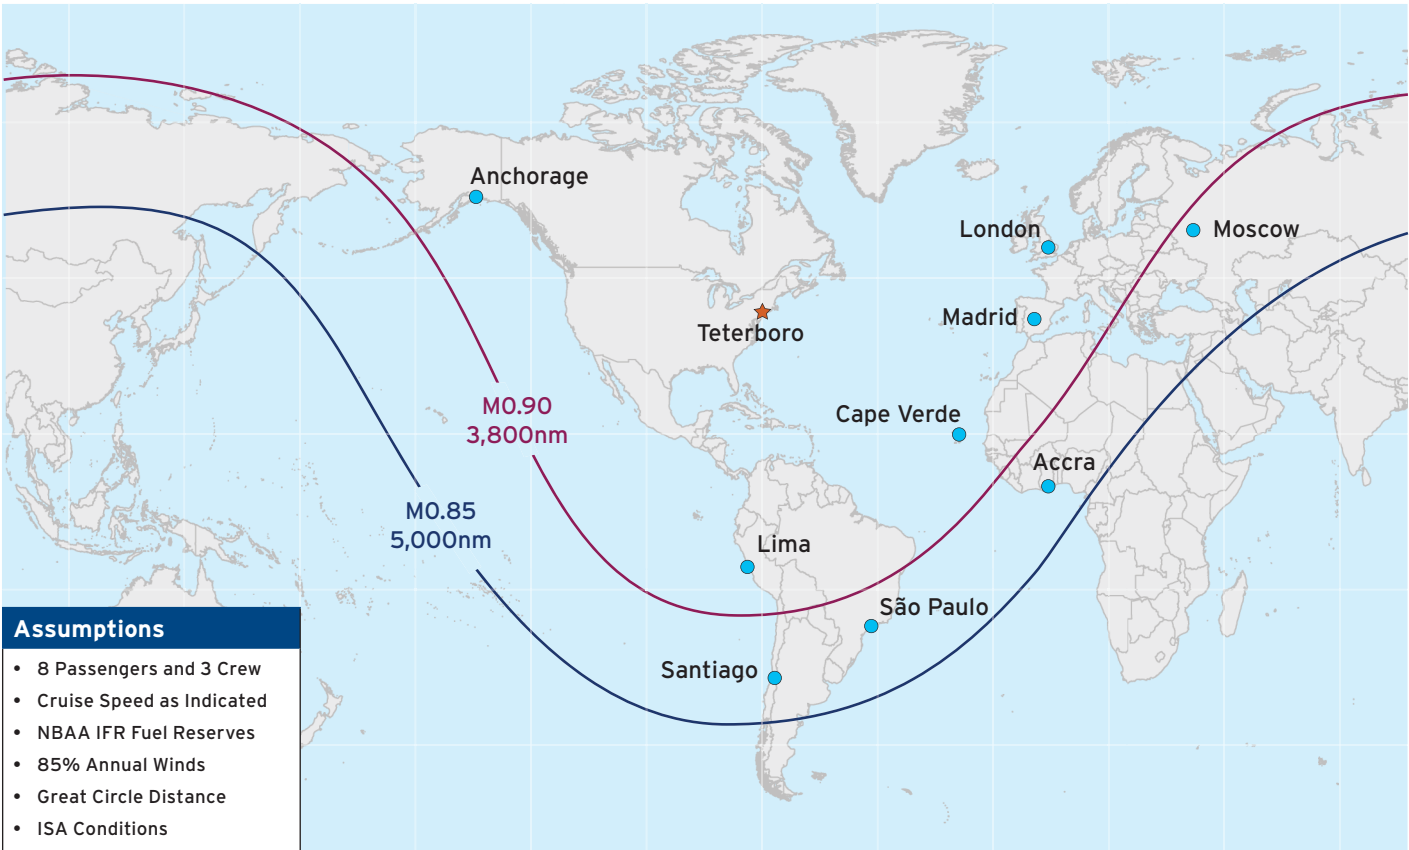 Anchorage
London
Moscow
Madrid
Teterboro
M0.90
3,800nm
Cape Verde
Accra
M0.85
5,000nm
Lima
São Paulo
Santiago
Assumptions
• 8 Passengers and 3 Crew
• Cruise Speed as Indicated
• NBAA IFR Fuel Reserves
• 85% Annual Winds
• Great Circle Distance
• ISA Conditions